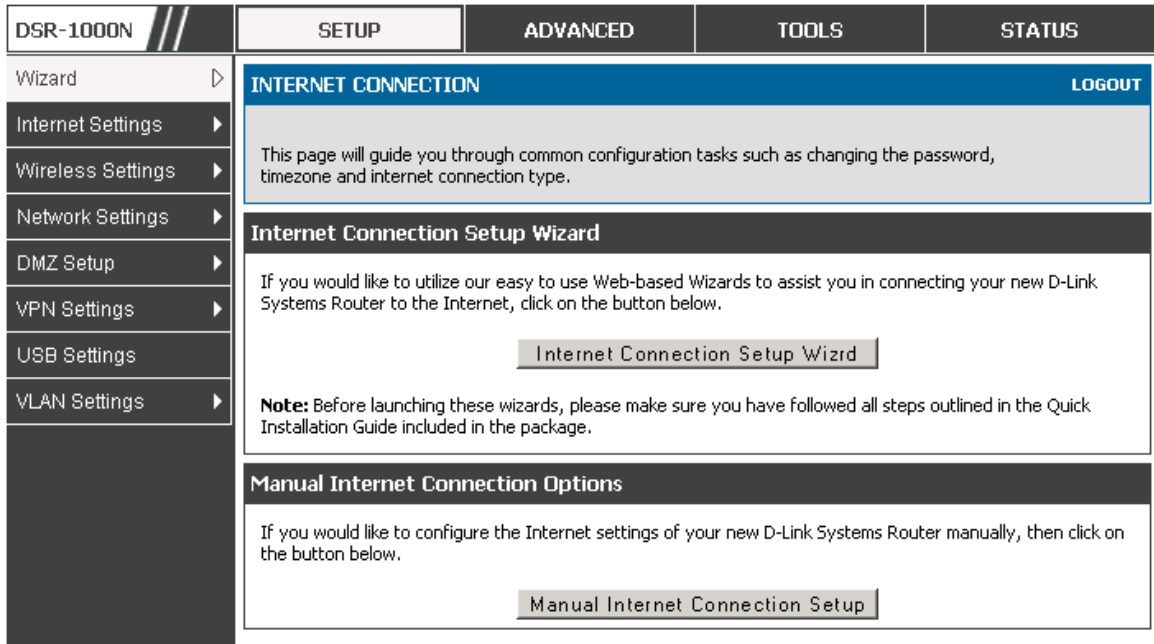 DSR-1000N
SETUP
ADVANCED
TOOLS
STATUS
Wizard
Internet Settings
Wireless Settings
Network Settings
DMZ Setup
VPN Settings
USB Settings
VLAN Settings
INTERNET CONNECTION
LOGOUT
This page will guide you through common configuration tasks such as changing the password,
timezone and internet connection type.
Internet Connection Setup Wizard
If you would like to utilize our easy to use Web-based Wizards to assist you in connecting your new D-Link
Systems Router to the Internet, click on the button below.
Internet Connection Setup Wizrd
Note: Before launching these wizards, please make sure you have followed all steps outlined in the Quick
Installation Guide included in the package.
Manual Internet Connection Options
If you would like to configure the Internet settings of your new D-Link Systems Router manually, then click on
the button below.
Manual Internet Connection Setup